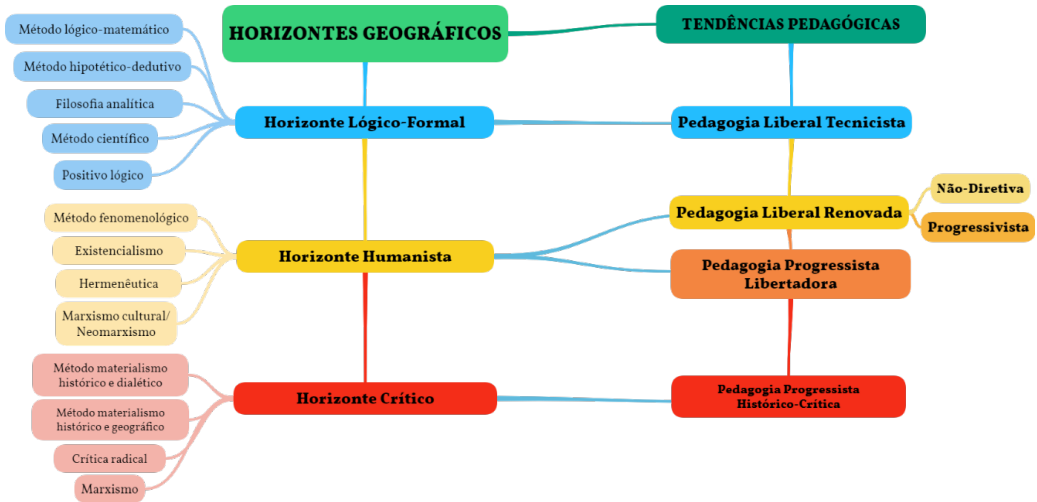 HORIZONTES GEOGRÁFICOS
TENDÊNCIAS PEDAGÓGICAS
Método lógico-matemático
Método hipotético-dedutivo
Filosofia analítica
Método científico
Positivo lógico
Horizonte Lógico-Formal
Pedagogia Liberal Tecnicista
Método fenomenológico
Existencialismo
Hermenêutica
Marxismo cultural/
Neomarxismo
Horizonte Humanista
Pedagogia Liberal Renovada
Não-Diretiva
Progressivista
Pedagogia Progressista
Libertadora
Método materialismo
histórico e dialético
Método materialismo
histórico e geográfico
Crítica radical
Marxismo
Horizonte Crítico
Pedagogia Progressista
Histórico-Crítica